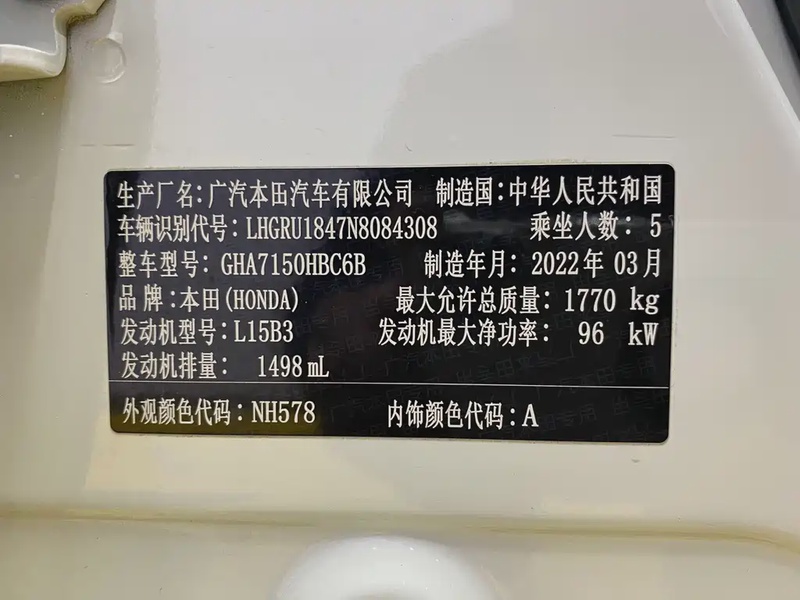 生产厂名:广汽本田汽车有限公司 制造国:中华人民共和国
车辆识别代号:LHGRU1847N8084308 乘坐人数: 5
整车型号: GHA7150HBC6B 制造年月: 2022年 03月
品牌:本田(HONDA) 最大允许总质量: 1770 kg
发动机型号: L15B3 发动机最大净功率: 96 kW
发动机排量: 1498 mL
外观颜色代码: NH578 内饰颜色代码: A